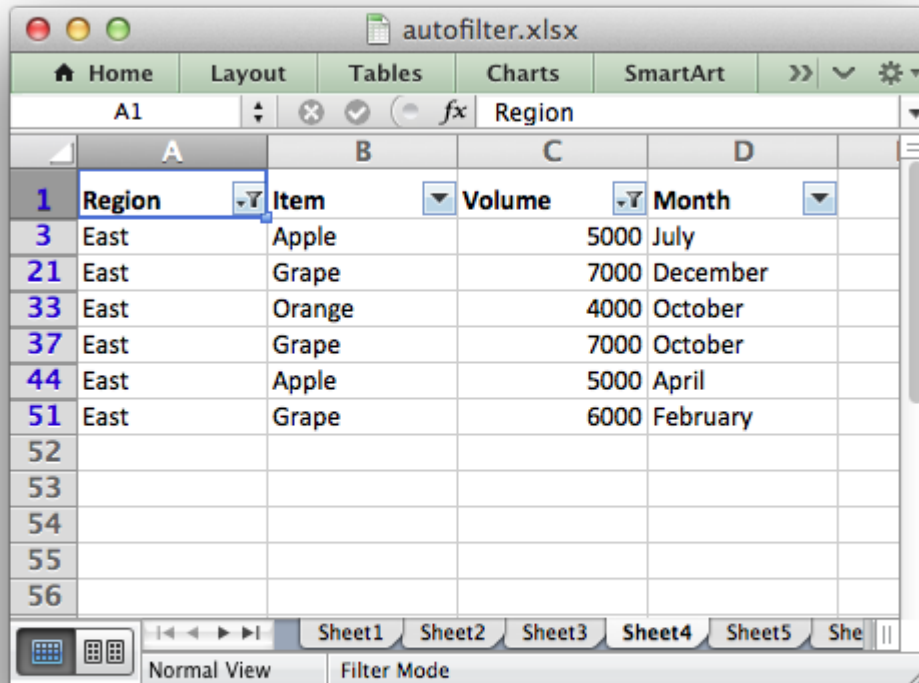 autofilter.xlsx
Home Layout Tables Charts SmartArt
A1 fx Region
A B C D
1 Region Item Volume Month
3 East Apple 5000 July
21 East Grape 7000 December
33 East Orange 4000 October
37 East Grape 7000 October
44 East Apple 5000 April
51 East Grape 6000 February
52
53
54
55
56
Sheet1 Sheet2 Sheet3 Sheet4 Sheet5 She
Normal View Filter Mode